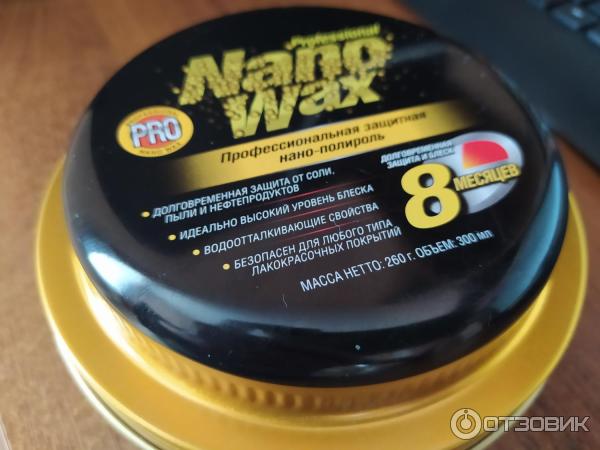 Professional
Nano
Wax
PRO
NANO WAX
Профессиональная защитная
нано-полироль
ДОЛГОВРЕМЕННАЯ
ЗАЩИТА И БЛЕСК
8
МЕСЯЦЕВ
• ДОЛГОВРЕМЕННАЯ ЗАЩИТА ОТ СОЛИ,
ПЫЛИ И НЕФТЕПРОДУКТОВ
• ИДЕАЛЬНО ВЫСОКИЙ УРОВЕНЬ БЛЕСКА
• ВОДООТТАЛКИВАЮЩИЕ СВОЙСТВА
• БЕЗОПАСЕН ДЛЯ ЛЮБОГО ТИПА
ЛАКОКРАСОЧНЫХ ПОКРЫТИЙ
МАССА НЕТТО: 260 г. ОБЪЕМ: 300 мл
ОТЗОВИК